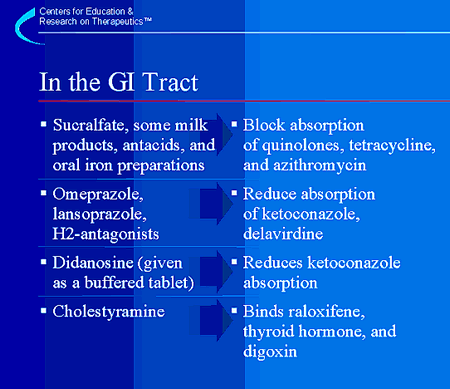 Centers for Education &
Research on Therapeutics™
In the GI Tract
▪ Sucralfate, some milk
products, antacids, and
oral iron preparations
▪ Block absorption
of quinolones, tetracycline,
and azithromycin
▪ Omeprazole,
lansoprazole,
H2-antagonists
▪ Reduce absorption
of ketoconazole,
delavirdine
▪ Didanosine (given
as a buffered tablet)
▪ Reduces ketoconazole
absorption
▪ Cholestyramine
▪ Binds raloxifene,
thyroid hormone, and
digoxin